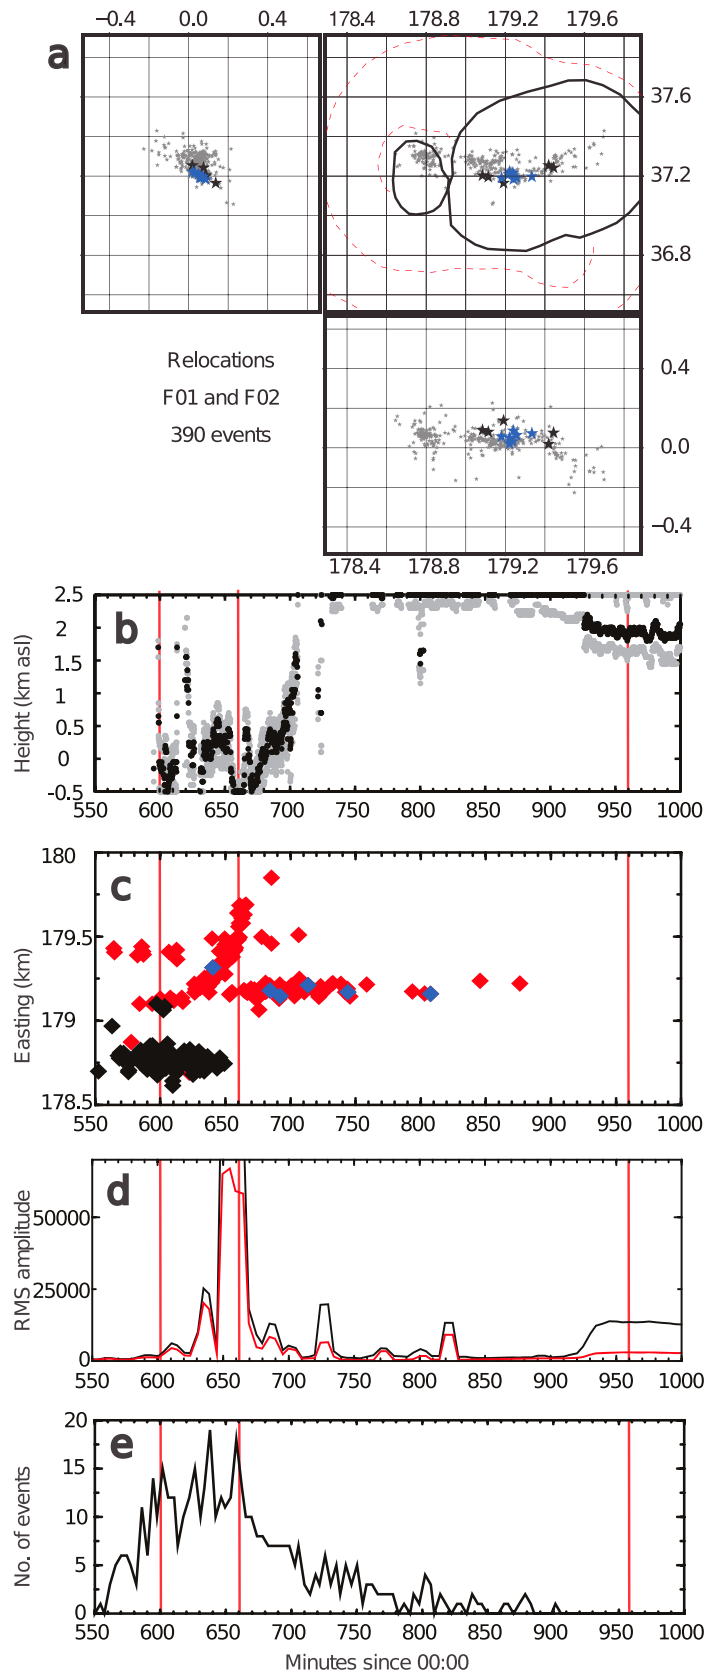 −0.4 0.0 0.4 178.4 178.8 179.2 179.6
a
37.6
37.2
36.8
Relocations
F01 and F02
390 events
0.4
0.0
−0.4
178.4 178.8 179.2 179.6
b
Height (km asl)
2.5
2
1.5
1
0.5
0
-0.5
550 600 650 700 750 800 850 900 950 1000
c
Easting (km)
180
179.5
179
178.5
550 600 650 700 750 800 850 900 950 1000
d
RMS amplitude
50000
25000
0
550 600 650 700 750 800 850 900 950 1000
e
No. of events
20
15
10
5
0
550 600 650 700 750 800 850 900 950 1000
Minutes since 00:00